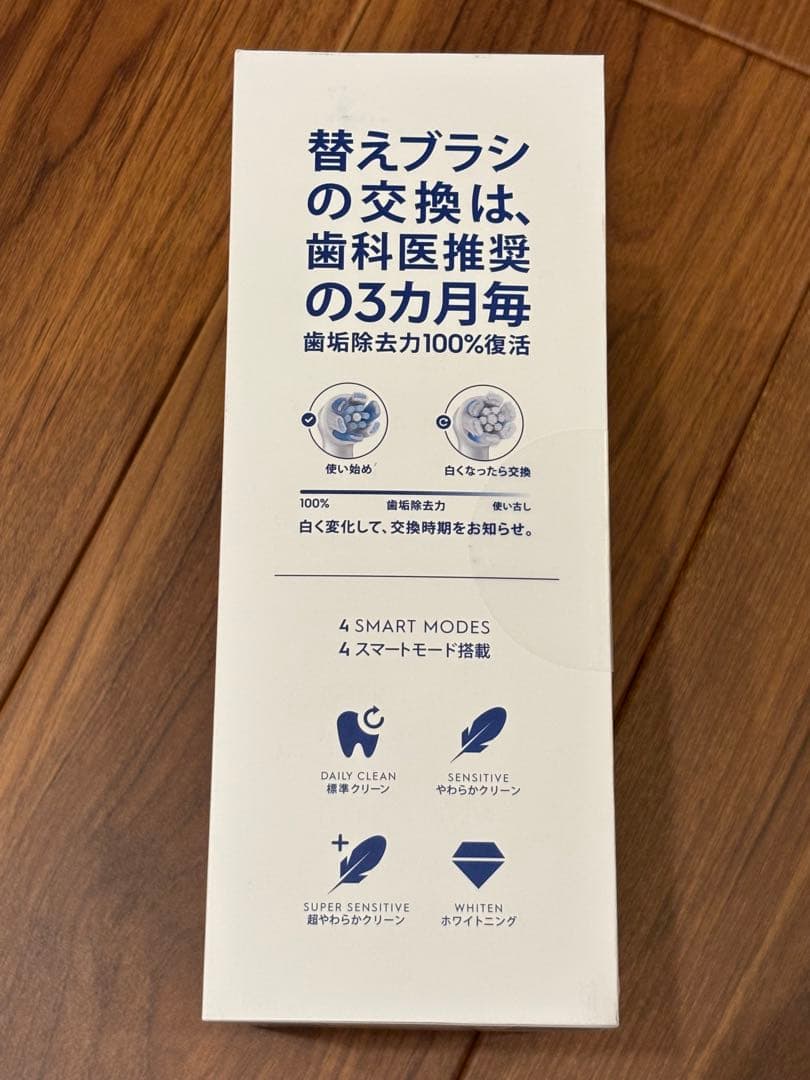 替えブラシ
の交換は、
歯科医推奨
の3カ月毎
歯垢除去力100%復活
使い始め
白くなったら交換
100%
歯垢除去力
使い古し
白く変化して、交換時期をお知らせ。
4 SMART MODES
4 スマートモード搭載
DAILY CLEAN
標準クリーン
SENSITIVE
やわらかクリーン
SUPER SENSITIVE
超やわらかクリーン
WHITEN
ホワイトニング